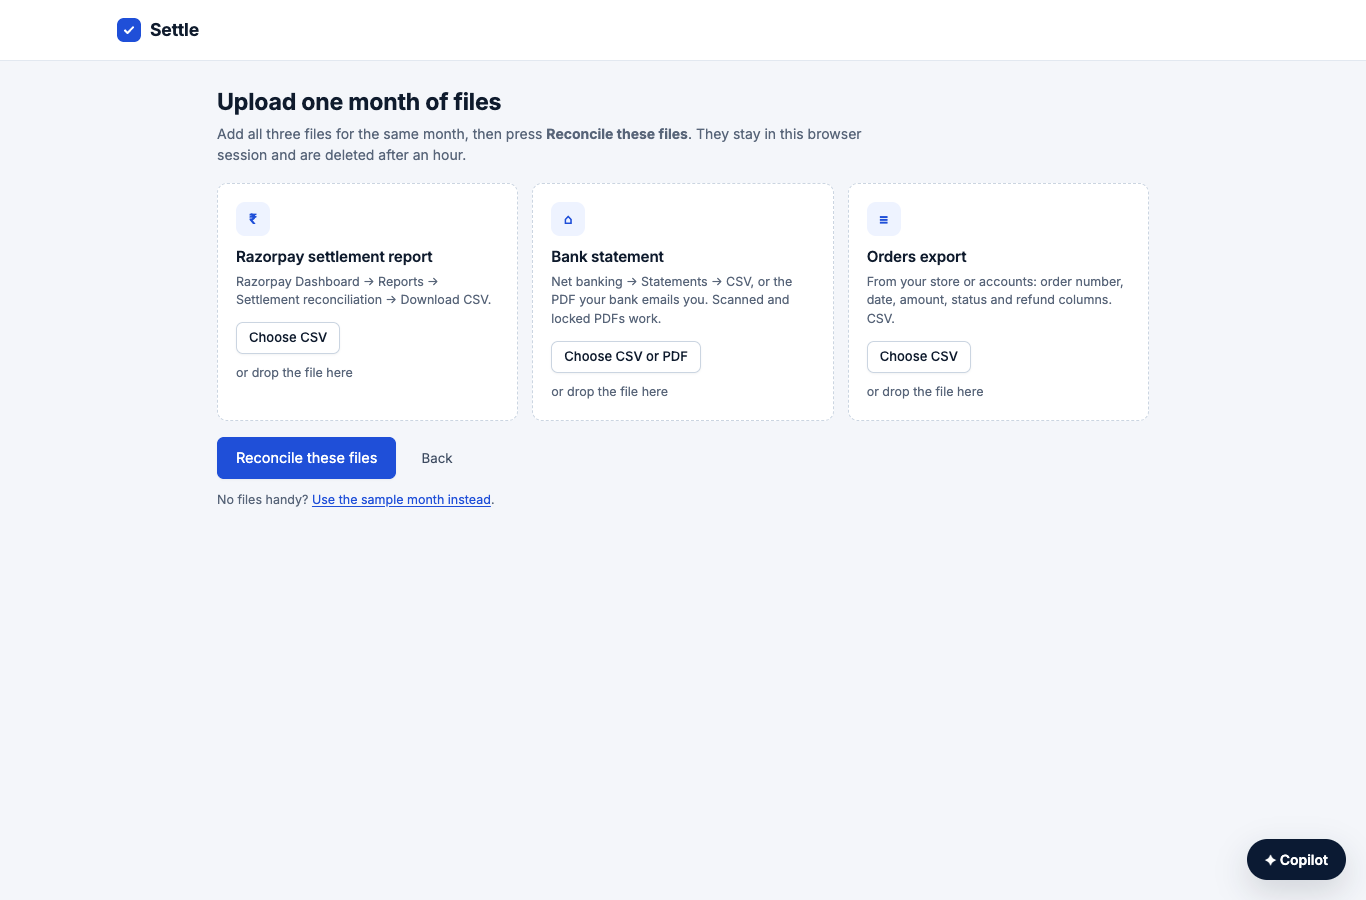 Settle
Upload one month of files
Add all three files for the same month, then press Reconcile these files. They stay in this browser
session and are deleted after an hour.
₹
Razorpay settlement report
Razorpay Dashboard → Reports →
Settlement reconciliation → Download CSV.
Choose CSV
or drop the file here
Bank statement
Net banking → Statements → CSV, or the
PDF your bank emails you. Scanned and
locked PDFs work.
Choose CSV or PDF
or drop the file here
Orders export
From your store or accounts: order number,
date, amount, status and refund columns.
CSV.
Choose CSV
or drop the file here
Reconcile these files
Back
No files handy? Use the sample month instead.
Copilot